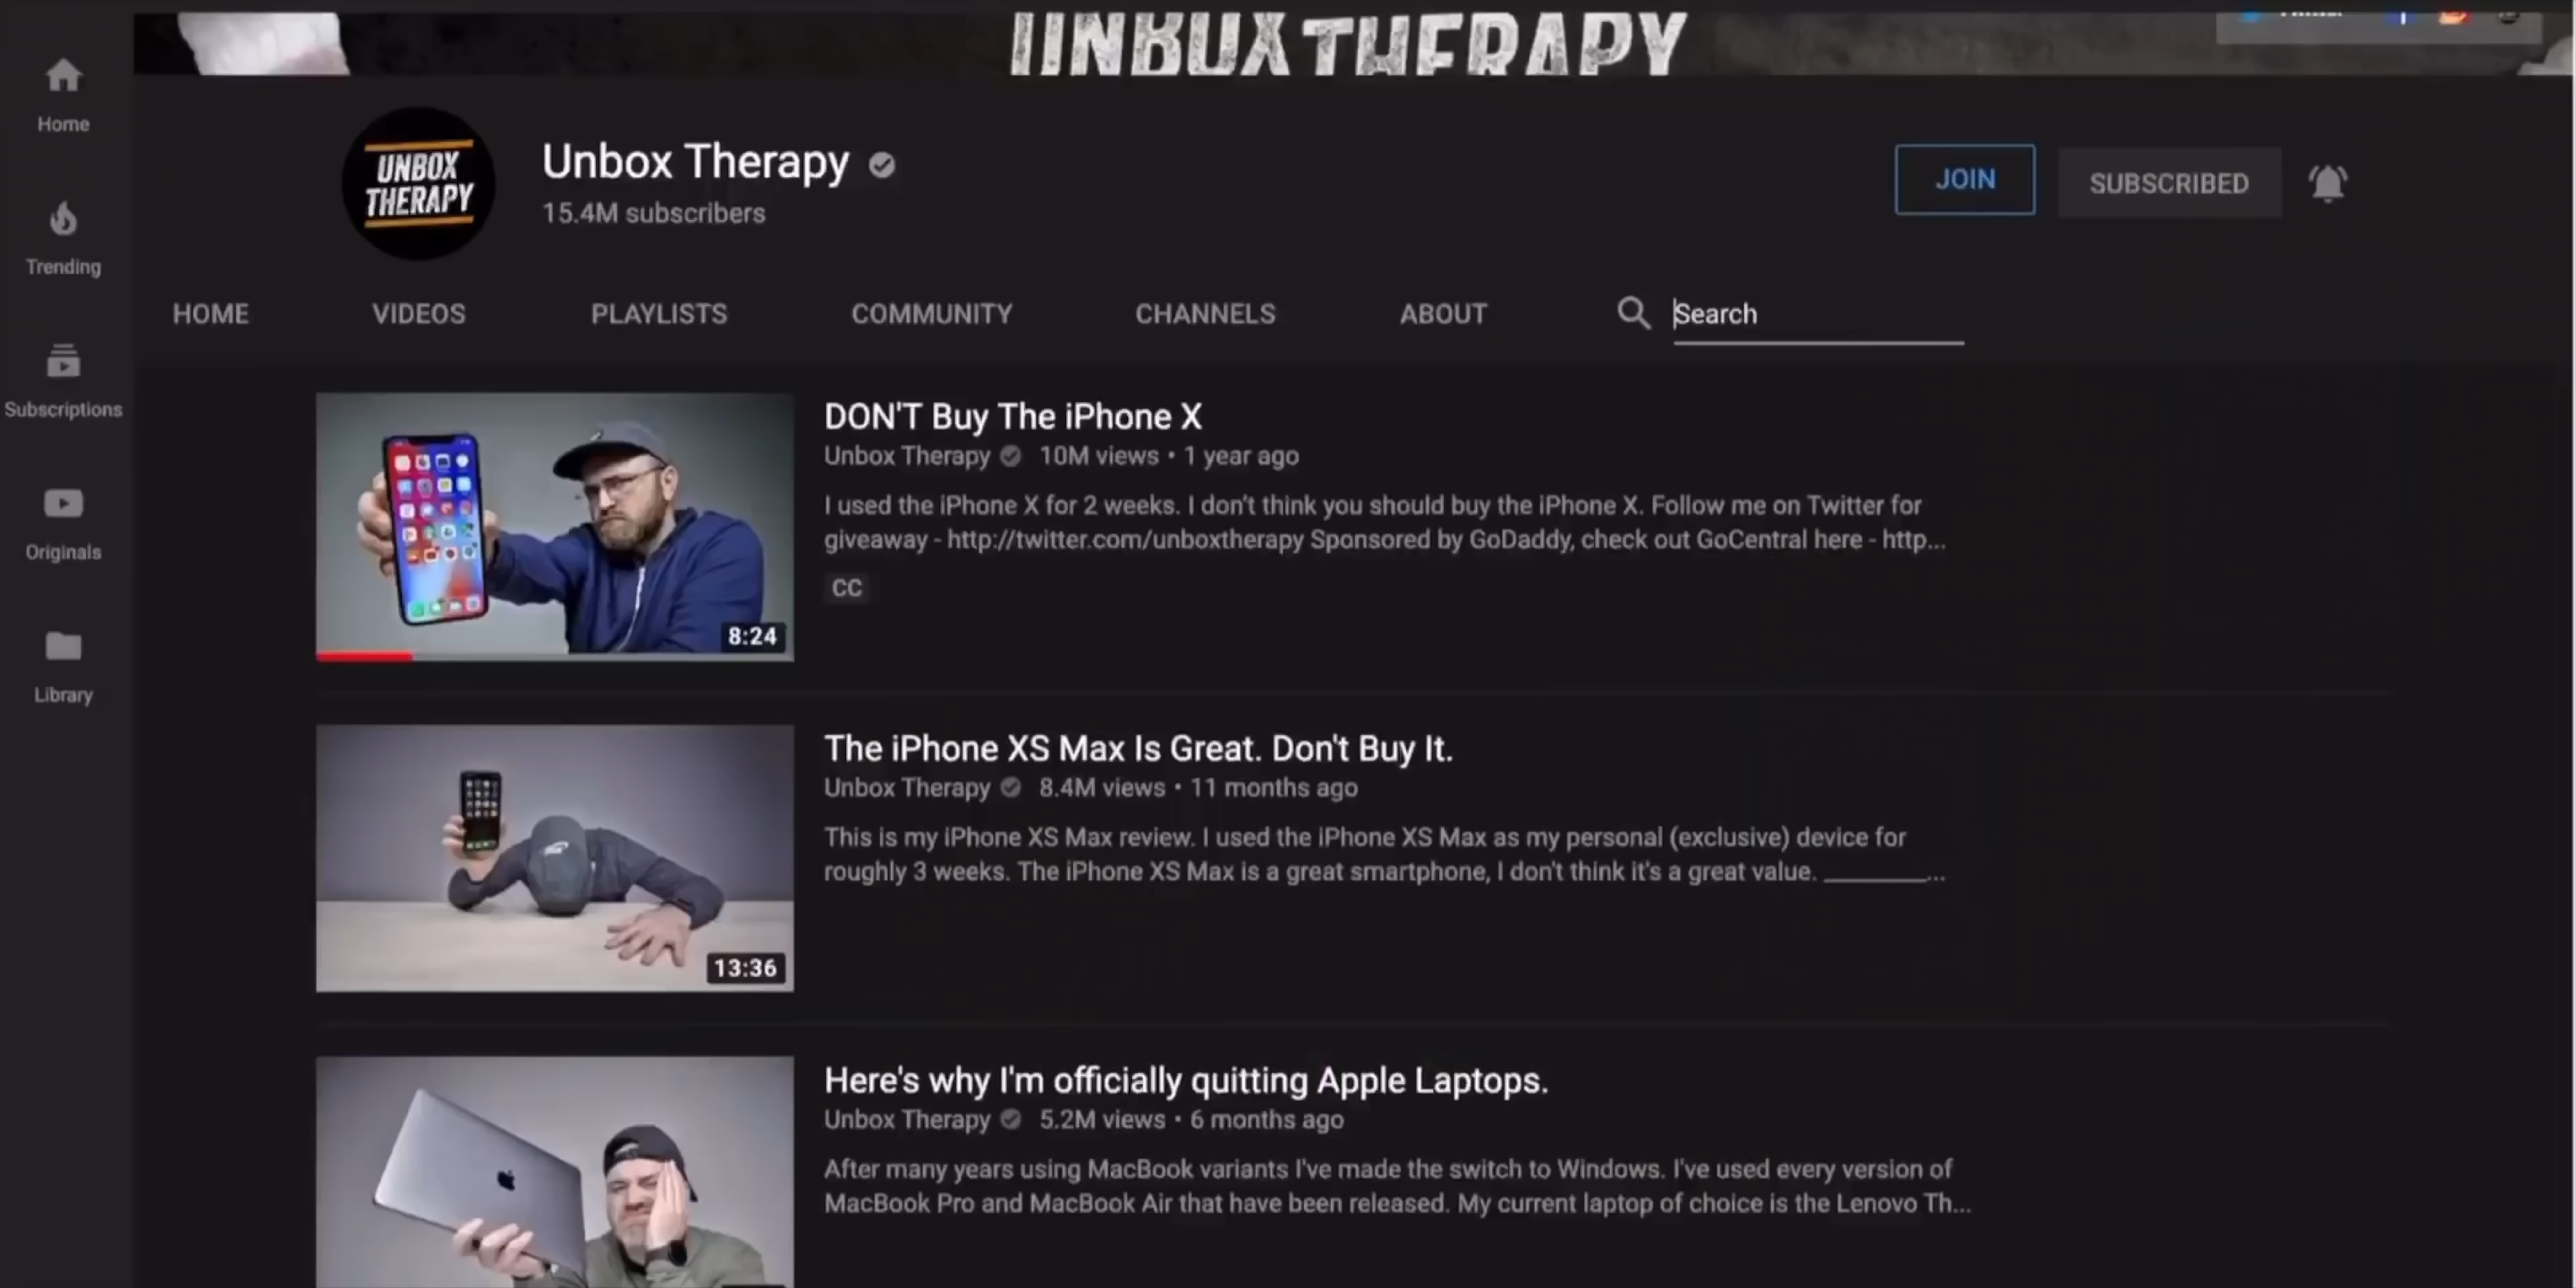 UNBOX THERAPY
Home
Trending
Subscriptions
Originals
Library
UNBOX
THERAPY
Unbox Therapy
15.4M subscribers
JOIN
SUBSCRIBED
HOME
VIDEOS
PLAYLISTS
COMMUNITY
CHANNELS
ABOUT
Search
8:24
DON'T Buy The iPhone X
Unbox Therapy 10M views • 1 year ago
I used the iPhone X for 2 weeks. I don't think you should buy the iPhone X. Follow me on Twitter for
giveaway - http://twitter.com/unboxtherapy Sponsored by GoDaddy, check out GoCentral here - http...
CC
13:36
The iPhone XS Max Is Great. Don't Buy It.
Unbox Therapy 8.4M views • 11 months ago
This is my iPhone XS Max review. I used the iPhone XS Max as my personal (exclusive) device for
roughly 3 weeks. The iPhone XS Max is a great smartphone, I don't think it's a great value. ________...
Here's why I'm officially quitting Apple Laptops.
Unbox Therapy 5.2M views • 6 months ago
After many years using MacBook variants I've made the switch to Windows. I've used every version of
MacBook Pro and MacBook Air that have been released. My current laptop of choice is the Lenovo Th...